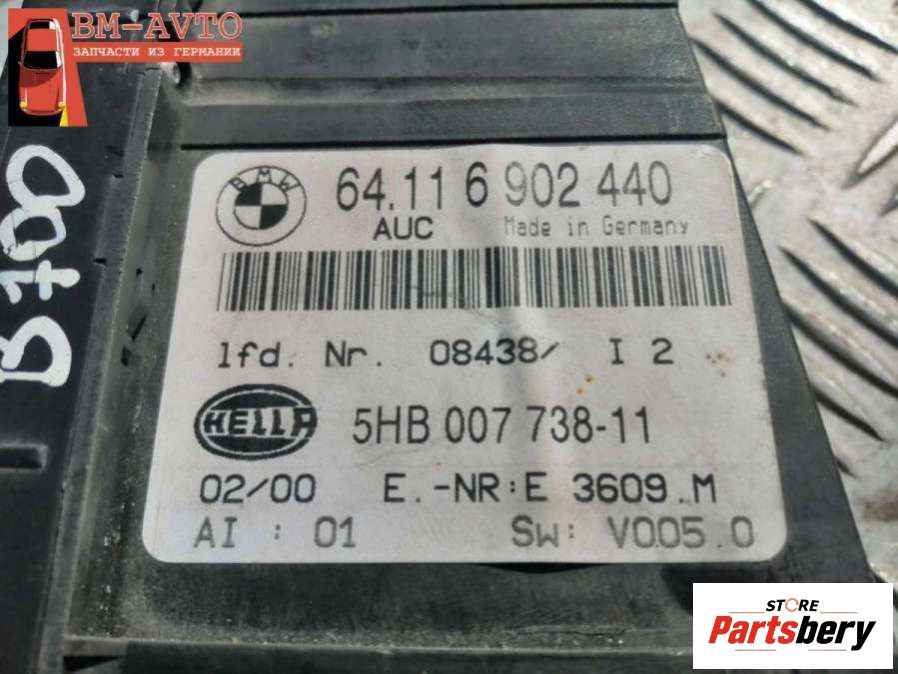 BM-AVTO
ЗАПЧАСТИ ИЗ ГЕРМАНИИ
B700
BMW
64.11 6 902 440
AUC Made in Germany
lfd. Nr. 08438/ I 2
HELLA 5HB 007 738-11
02/00 E.-NR:E 3609.M
AI : 01 Sw: V005.0
STORE
Partsbery